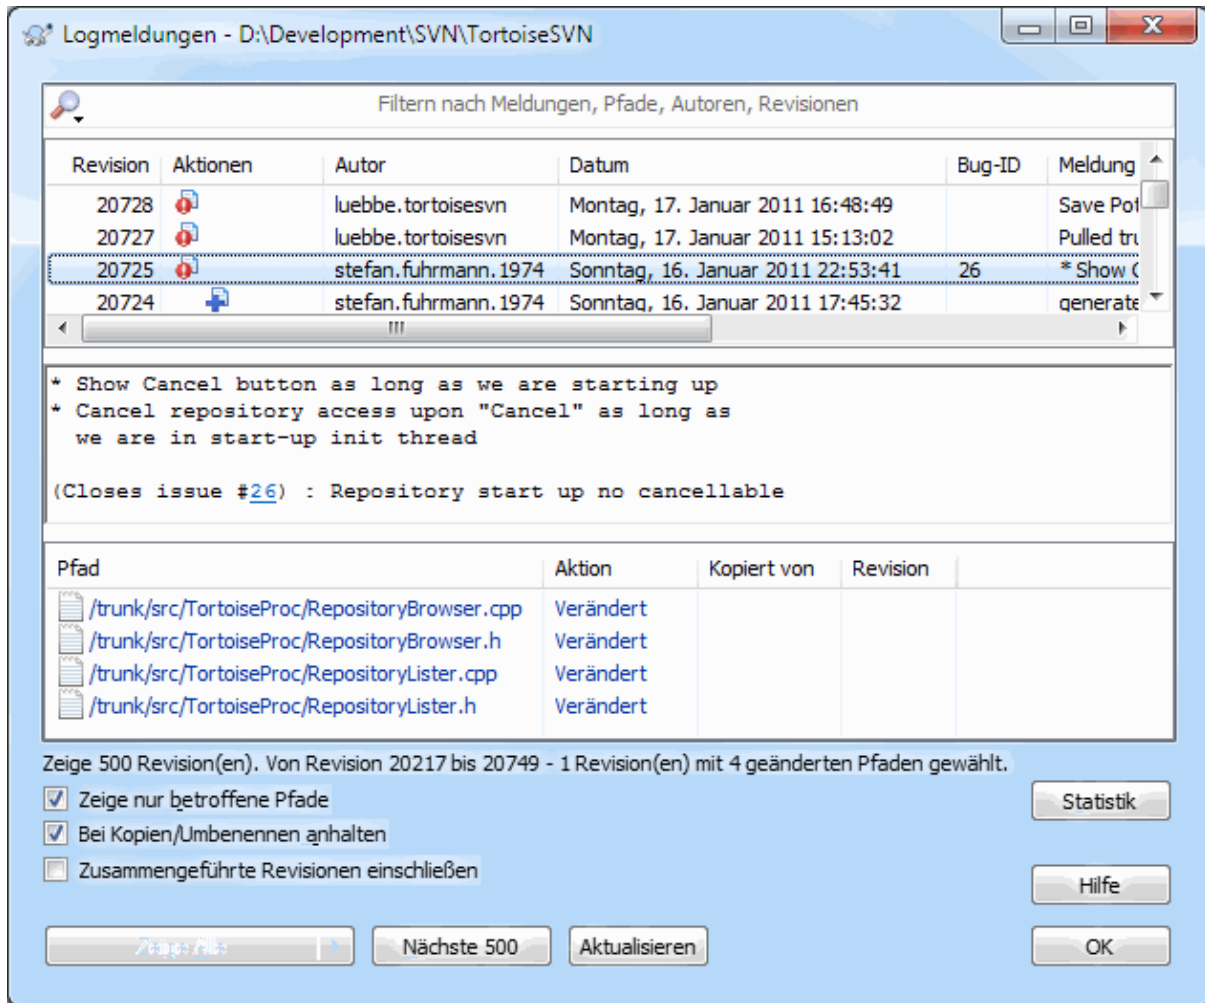 Logmeldungen - D:\Development\SVN\TortoiseSVN
Filtern nach Meldungen, Pfade, Autoren, Revisionen
Revision Aktionen Autor Datum Bug-ID Meldung
20728 luebbe.tortoisesvn Montag, 17. Januar 2011 16:48:49 Save Pot
20727 luebbe.tortoisesvn Montag, 17. Januar 2011 15:13:02 Pulled tru
20725 stefan.fuhrmann.1974 Sonntag, 16. Januar 2011 22:53:41 26 * Show C
20724 stefan.fuhrmann.1974 Sonntag, 16. Januar 2011 17:45:32 generate
* Show Cancel button as long as we are starting up
* Cancel repository access upon "Cancel" as long as
we are in start-up init thread
(Closes issue #26) : Repository start up no cancellable
Pfad Aktion Kopiert von Revision
/trunk/src/TortoiseProc/RepositoryBrowser.cpp Verändert
/trunk/src/TortoiseProc/RepositoryBrowser.h Verändert
/trunk/src/TortoiseProc/RepositoryLister.cpp Verändert
/trunk/src/TortoiseProc/RepositoryLister.h Verändert
Zeige 500 Revision(en). Von Revision 20217 bis 20749 - 1 Revision(en) mit 4 geänderten Pfaden gewählt.
Zeige nur betroffene Pfade
Statistik
Bei Kopien/Umbenennen anhalten
Zusammengeführte Revisionen einschließen
Hilfe
Zeige Alle Nächste 500 Aktualisieren OK